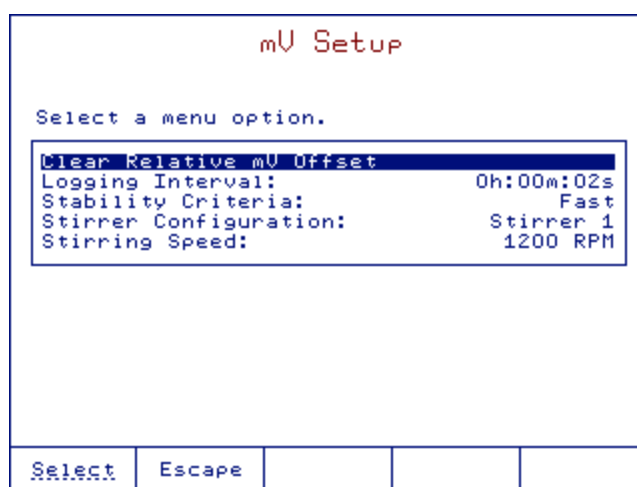 mV Setup
Select a menu option.
Clear Relative mV Offset
Logging Interval: 0h:00m:02s
Stability Criteria: Fast
Stirrer Configuration: Stirrer 1
Stirring Speed: 1200 RPM
Select Escape